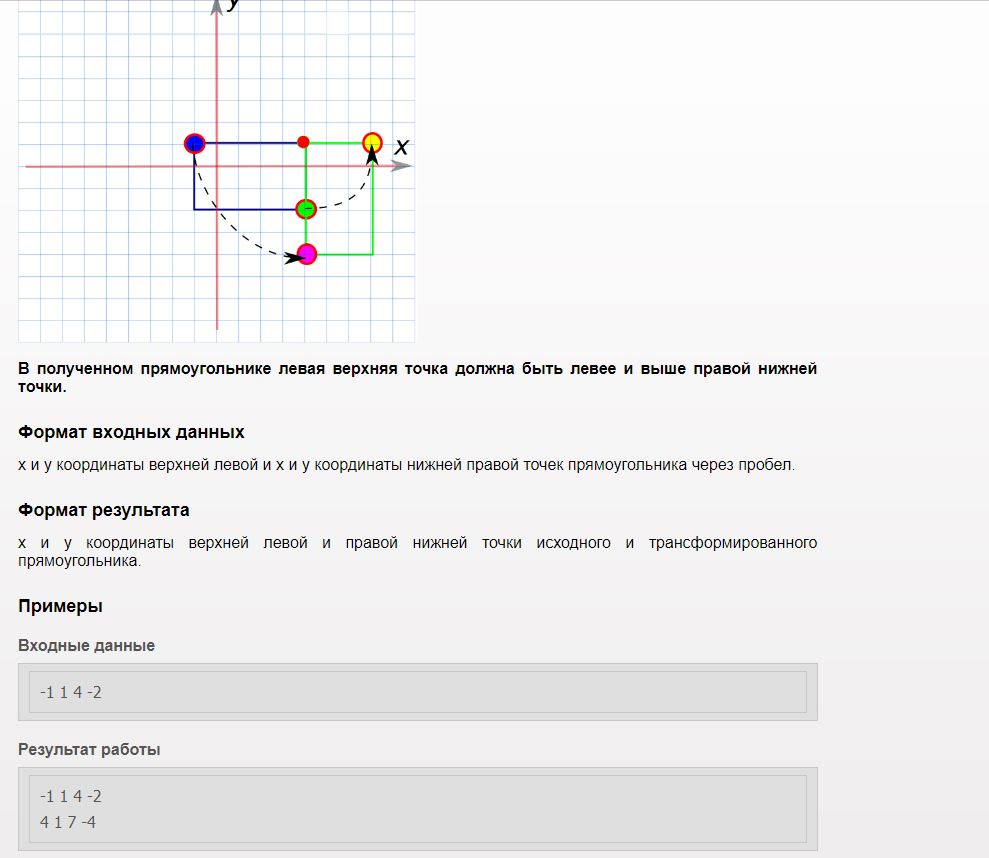 y
x
В полученном прямоугольнике левая верхняя точка должна быть левее и выше правой нижней
точки.
Формат входных данных
x и y координаты верхней левой и x и y координаты нижней правой точек прямоугольника через пробел.
Формат результата
x и y координаты верхней левой и правой нижней точки исходного и трансформированного
прямоугольника.
Примеры
Входные данные
-1 1 4 -2
Результат работы
-1 1 4 -2
4 1 7 -4